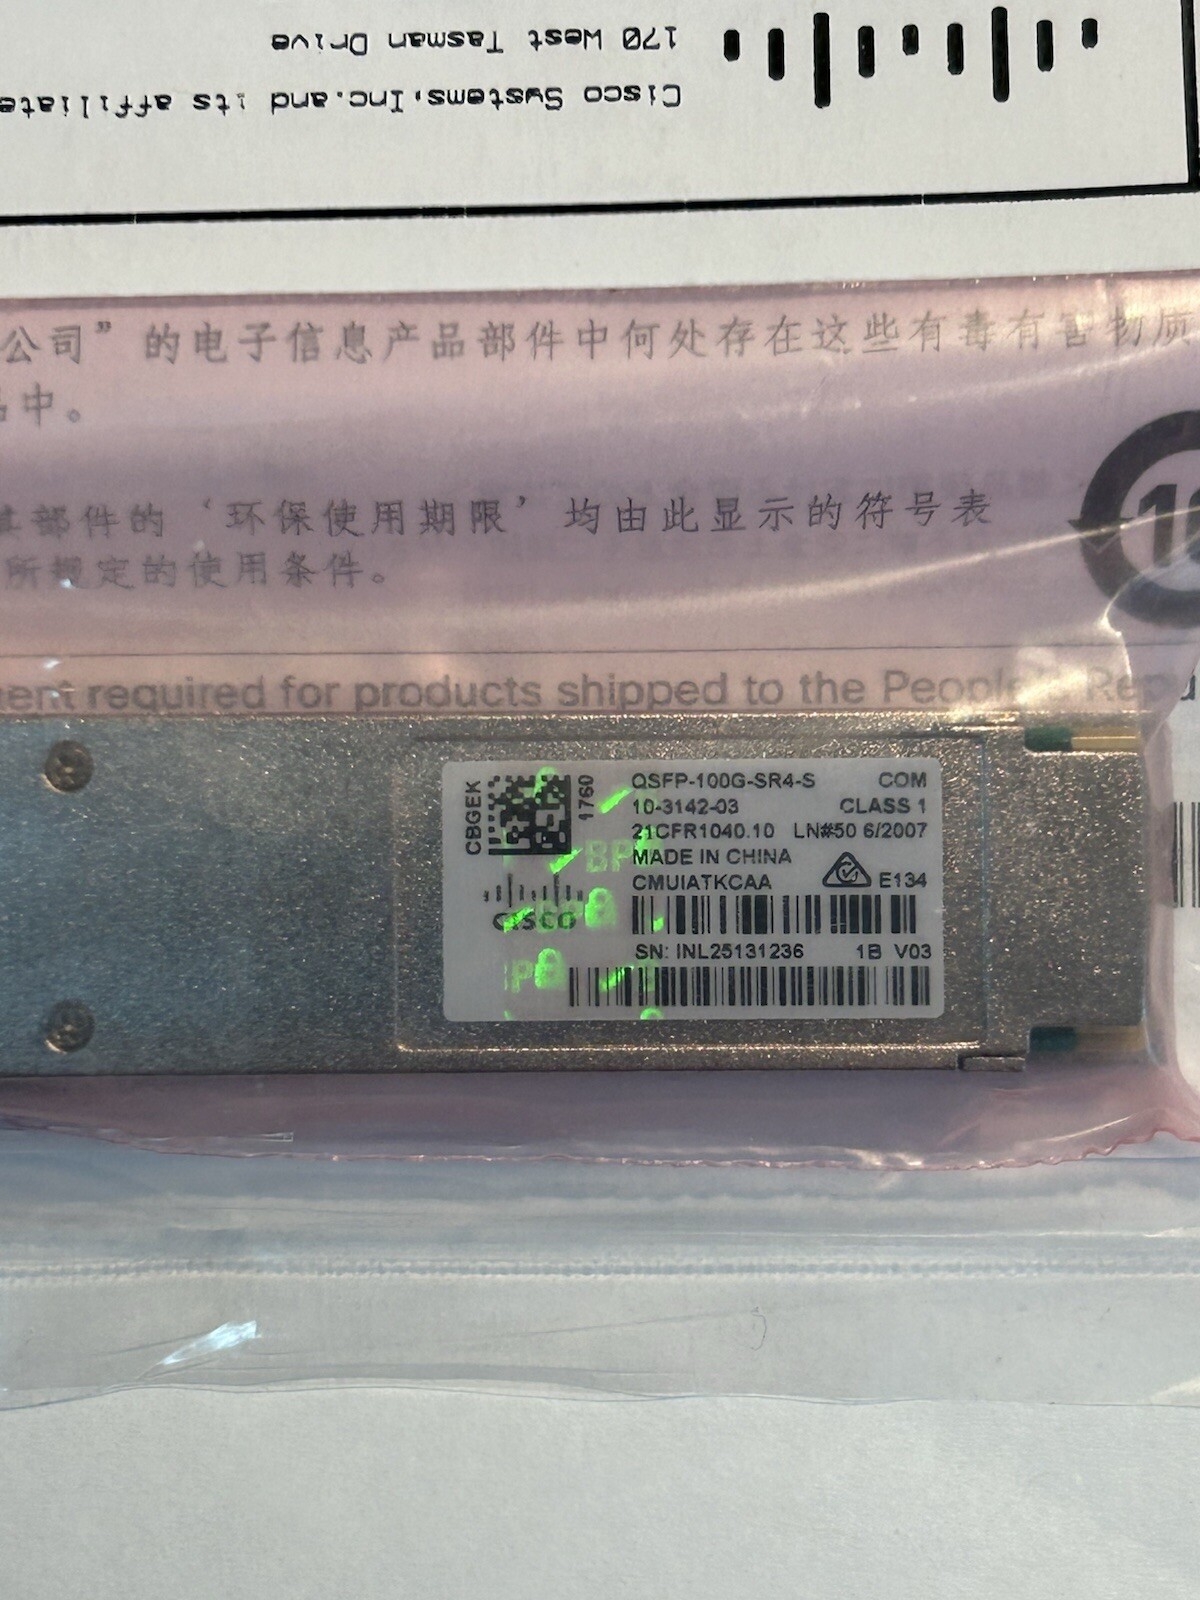 170 West Tasman Drive
Cisco Systems,Inc.and its affiliate
公司”的电子信息产品部件中何处存在这些有毒有害物质
品中。
部件的‘环保使用期限’均由此显示的符号表
所规定的使用条件。
10
ent required for products shipped to the People's Repu
CBGEK
1760
QSFP-100G-SR4-S COM
10-3142-03 CLASS 1
21CFR1040.10 LN#50 6/2007
MADE IN CHINA
CMUIATKCAA E134
CISCO
SN: INL25131236 1B V03